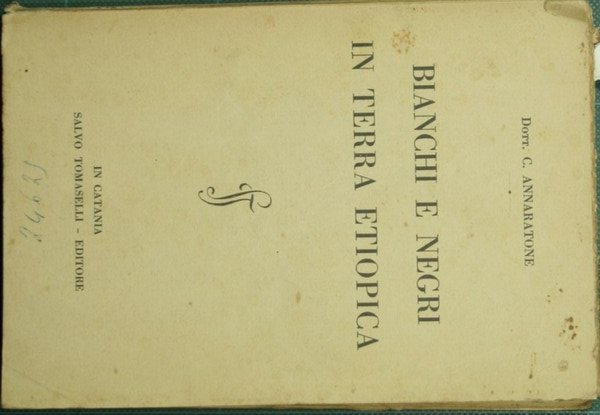 Dott. C. ANNARATONE
BIANCHI E NEGRI
IN TERRA ETIOPICA
IN CATANIA
SALVO TOMASELLI - EDITORE